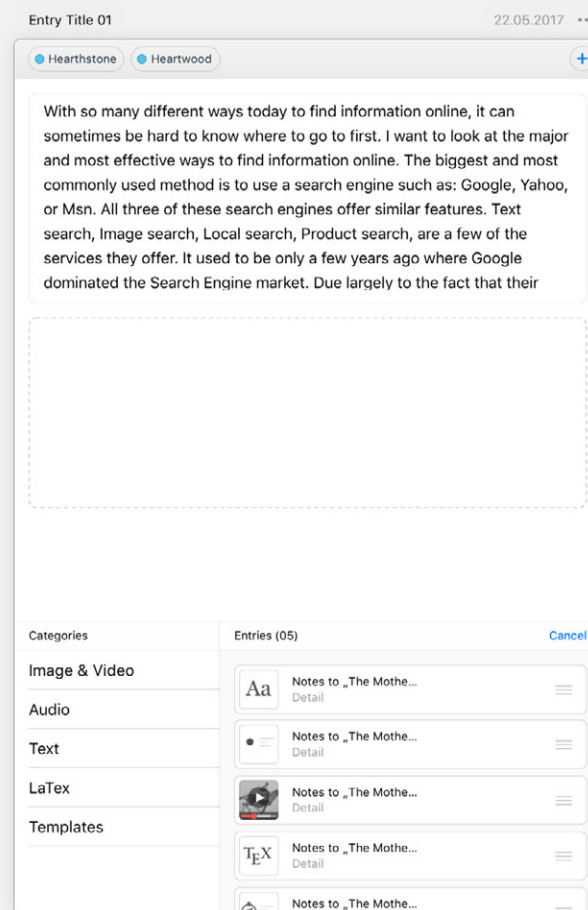 Entry Title 01
22.05.2017
Hearthstone
Heartwood
With so many different ways today to find information online, it can
sometimes be hard to know where to go to first. I want to look at the major
and most effective ways to find information online. The biggest and most
commonly used method is to use a search engine such as: Google, Yahoo,
or Msn. All three of these search engines offer similar features. Text
search, Image search, Local search, Product search, are a few of the
services they offer. It used to be only a few years ago where Google
dominated the Search Engine market. Due largely to the fact that their
Categories
Image & Video
Audio
Text
LaTex
Templates
Entries (05)
Cancel
Aa
Notes to „The Mothe...
Detail
Notes to „The Mothe...
Detail
Notes to „The Mothe...
Detail
TEX
Notes to „The Mothe...
Detail
Notes to „The Mothe...